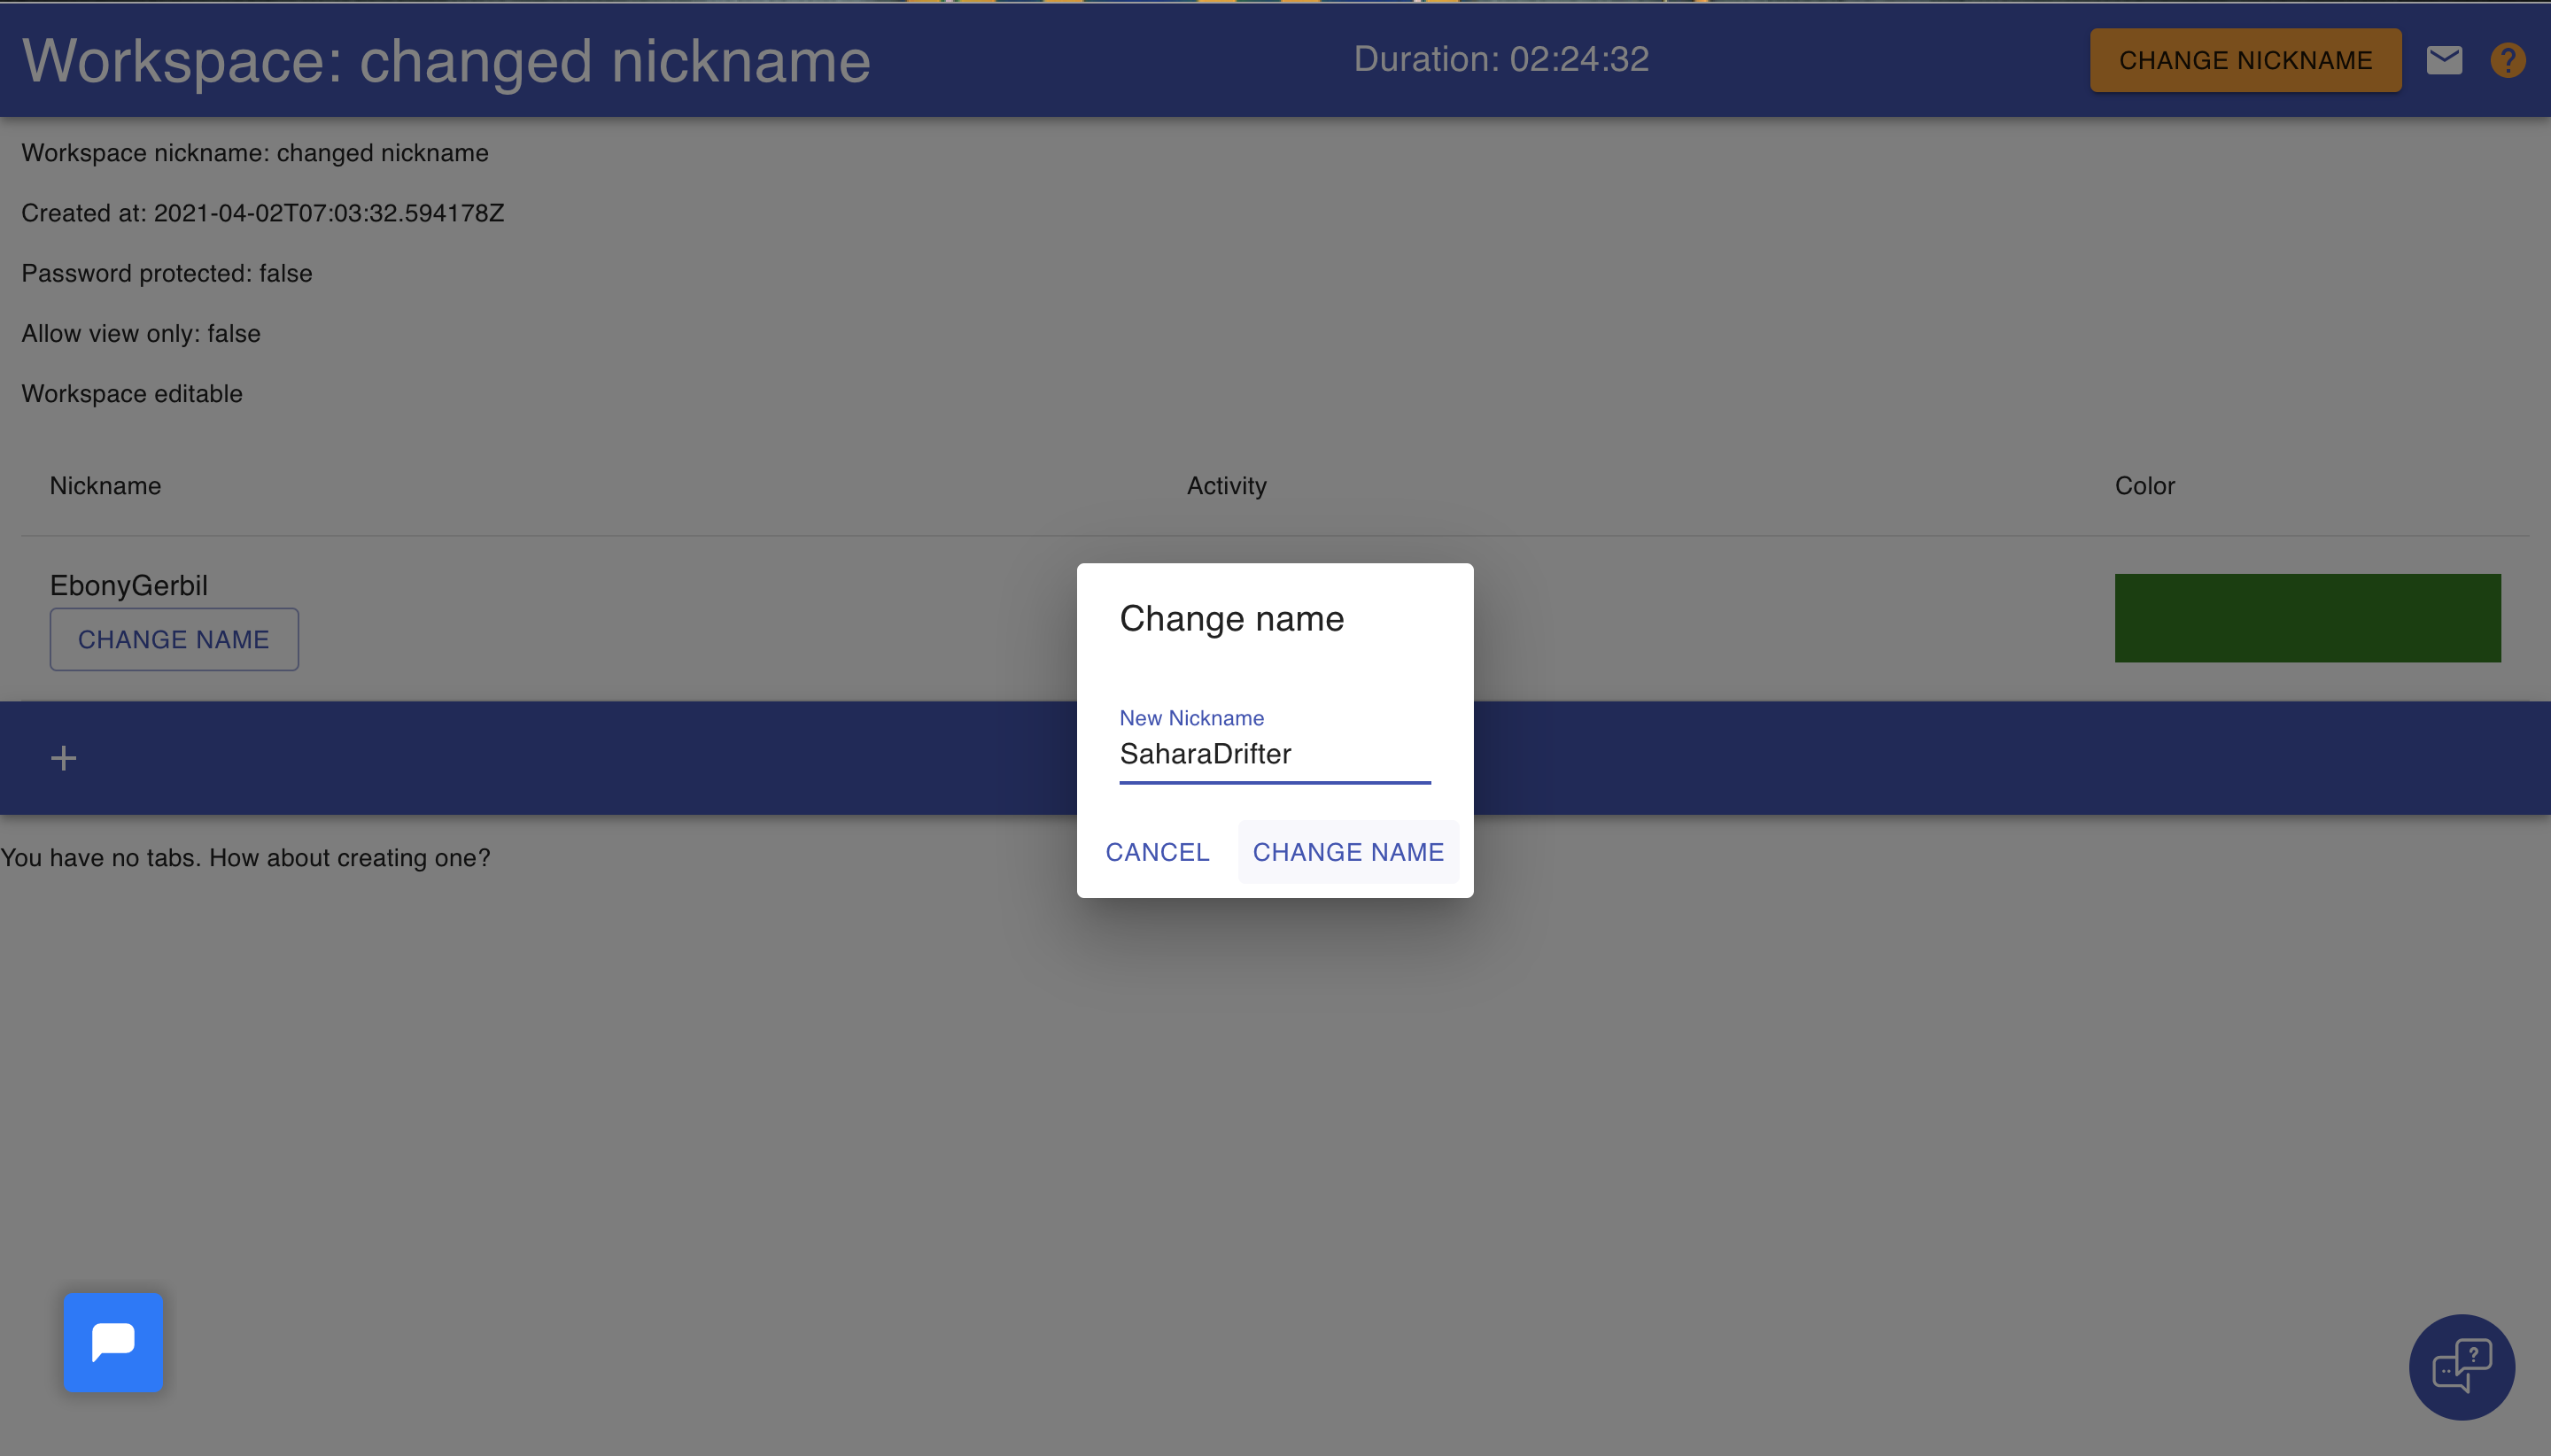 Workspace: changed nickname
Duration: 02:24:32
CHANGE NICKNAME
?
Workspace nickname: changed nickname
Created at: 2021-04-02T07:03:32.594178Z
Password protected: false
Allow view only: false
Workspace editable
Nickname Activity Color
EbonyGerbil
CHANGE NAME
Change name
New Nickname
SaharaDrifter
CANCEL CHANGE NAME
+
You have no tabs. How about creating one?
?